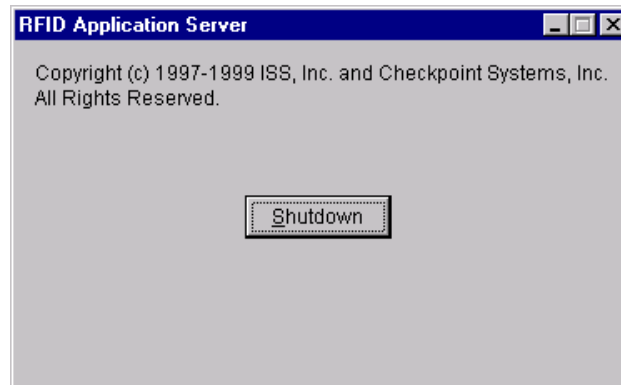 RFID Application Server
Copyright (c) 1997-1999 ISS, Inc. and Checkpoint Systems, Inc.
All Rights Reserved.
Shutdown